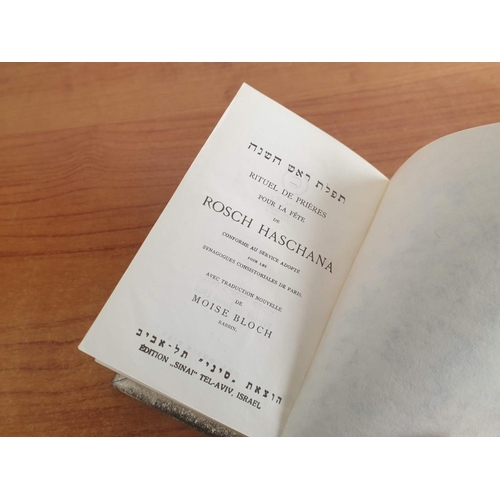 תפלת ראש השנה
RITUEL DE PRIÈRES
POUR LA FÊTE
DE
ROSCH HASCHANA
CONFORME AU SERVICE ADOPTÉ
POUR LES
SYNAGOGUES CONSISTORIALES DE PARIS.
AVEC TRADUCTION NOUVELLE
DE
MOISE BLOCH
RABBIN.
הוצאת „סיני” תל-אביב
ÉDITION „SINAI” TEL-AVIV, ISRAEL